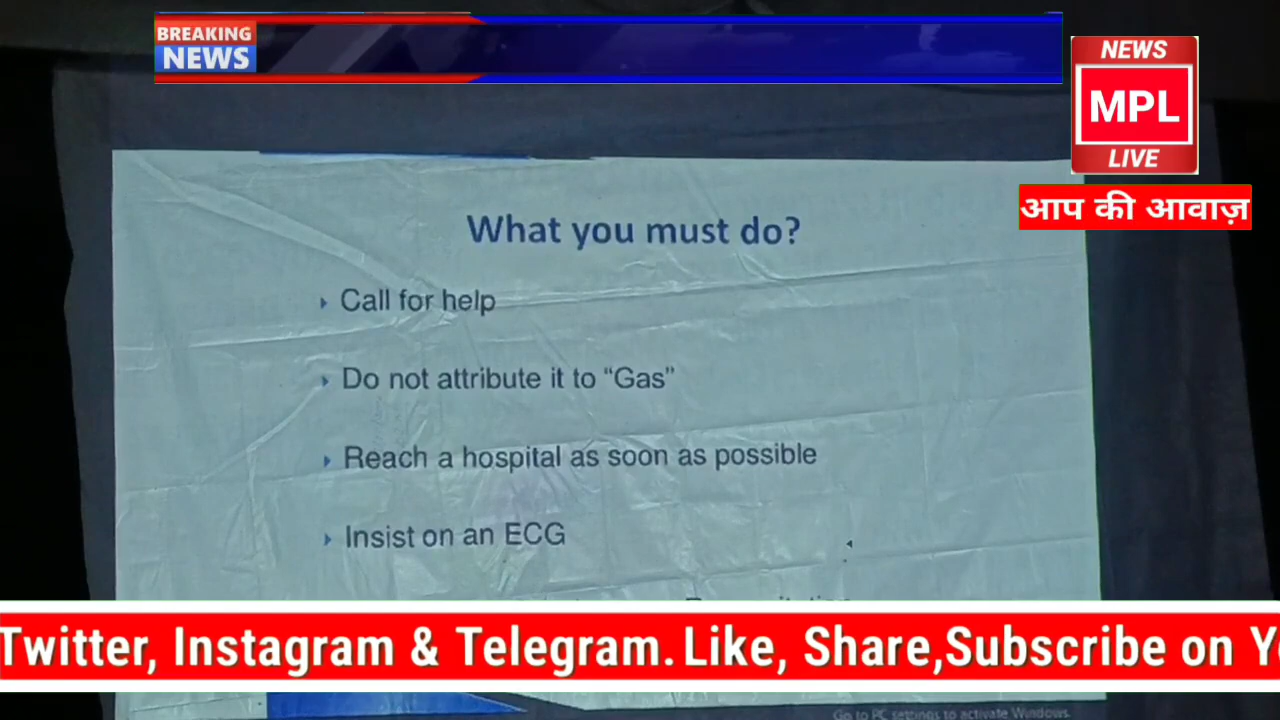 BREAKING
NEWS
NEWS
MPL
LIVE
आप की आवाज़
What you must do?
Call for help
Do not attribute it to “Gas”
Reach a hospital as soon as possible
Insist on an ECG
Twitter, Instagram & Telegram. Like, Share,Subscribe on Y
Go to PC settings to activate Windows.